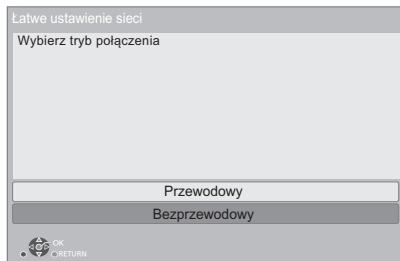 Łatwe ustawienie sieci
Wybierz tryb połączenia
Przewodowy
Bezprzewodowy
OK
RETURN